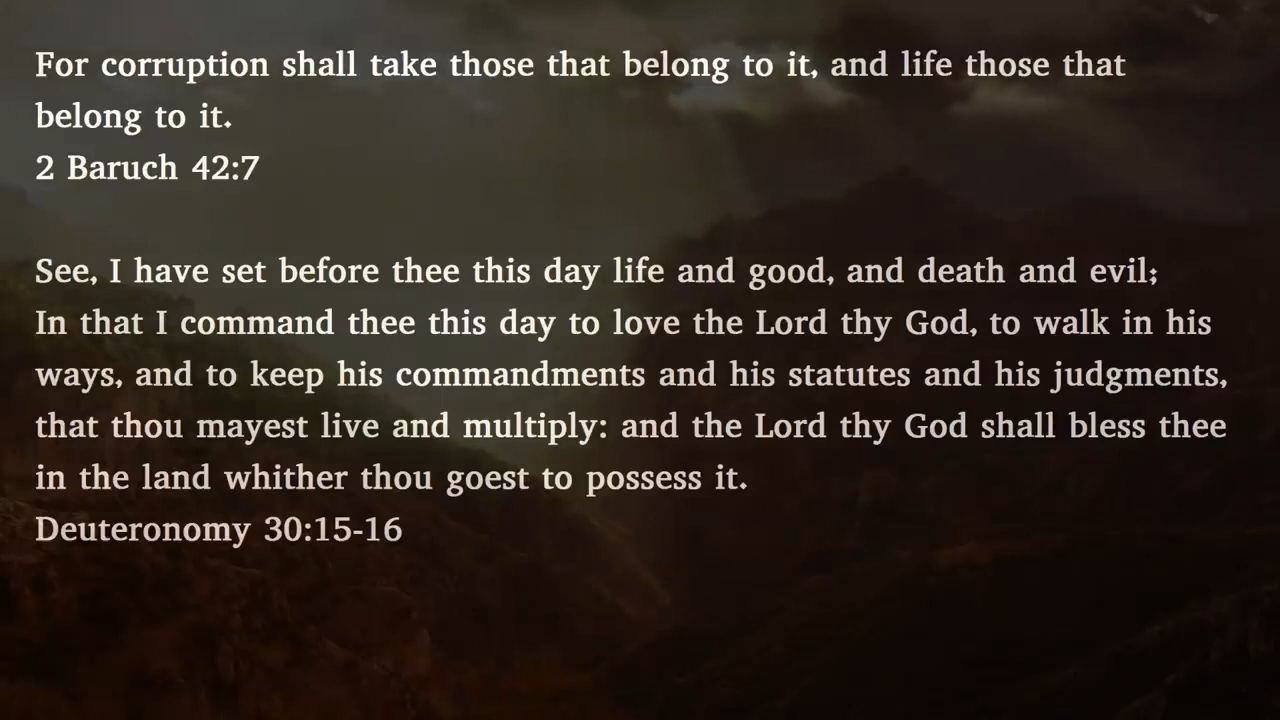 For corruption shall take those that belong to it, and life those that
belong to it.
2 Baruch 42:7
See, I have set before thee this day life and good, and death and evil;
In that I command thee this day to love the Lord thy God, to walk in his
ways, and to keep his commandments and his statutes and his judgments,
that thou mayest live and multiply: and the Lord thy God shall bless thee
in the land whither thou goest to possess it.
Deuteronomy 30:15-16